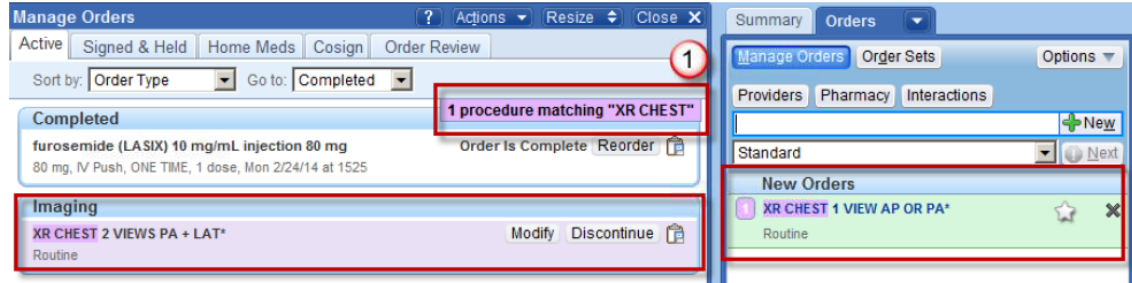 Manage Orders ? Actions Resize Close X
Active Signed & Held Home Meds Cosign Order Review
Sort by: Order Type Go to: Completed
1
1 procedure matching "XR CHEST"
Completed
furosemide (LASIX) 10 mg/mL injection 80 mg Order Is Complete Reorder
80 mg, IV Push, ONE TIME, 1 dose, Mon 2/24/14 at 1525
Imaging
XR CHEST 2 VIEWS PA + LAT* Modify Discontinue
Routine
Summary Orders
Manage Orders Order Sets Options
Providers Pharmacy Interactions
New
Standard Next
New Orders
1 XR CHEST 1 VIEW AP OR PA*
Routine